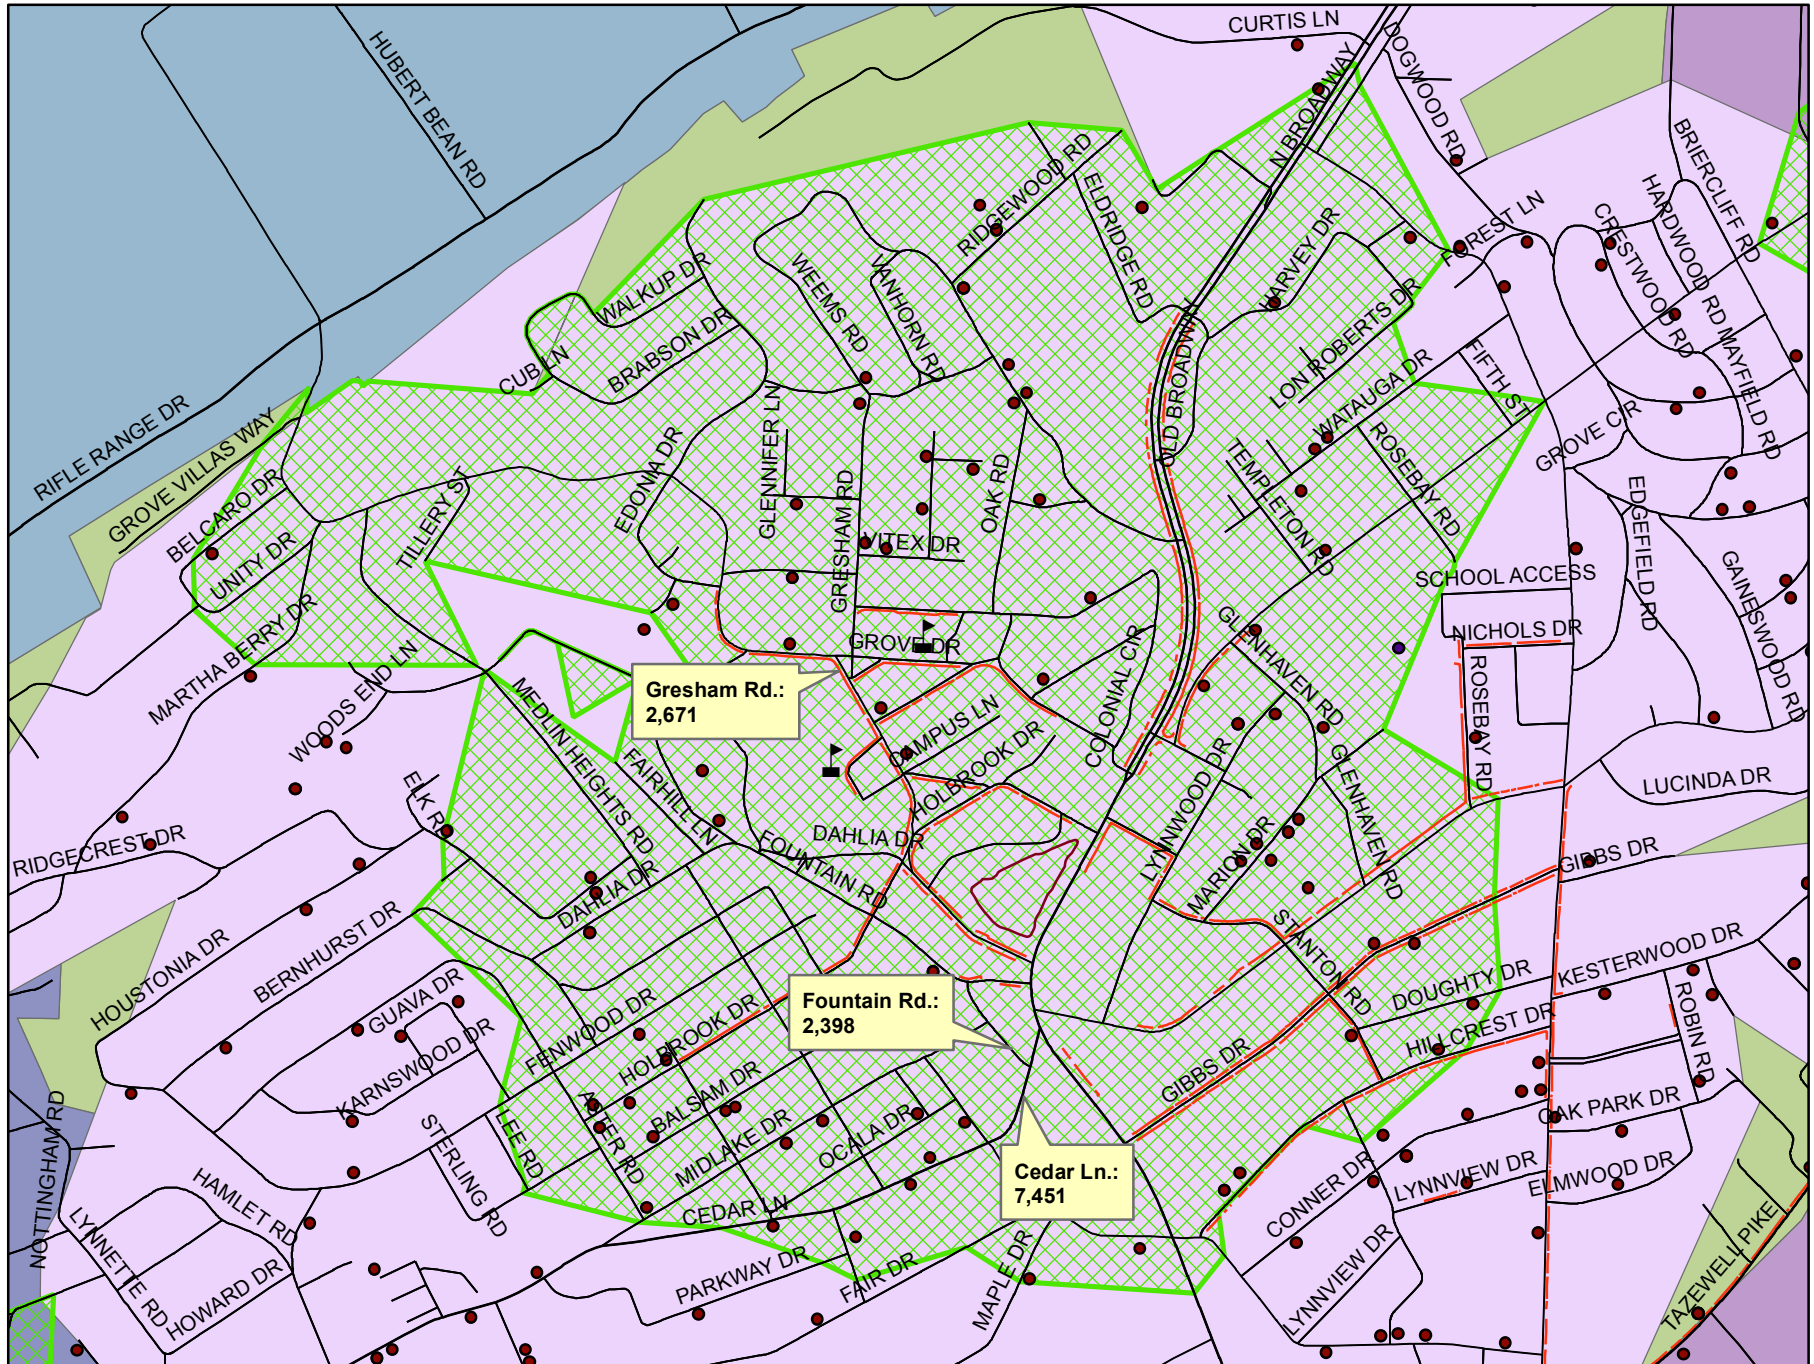 CURTIS LN
HUBERT BEAN RD
DOGWOOD RD
N BROADWAY
BRIERCLIFF RD
HARDWOOD RD
CRESTWOOD RD
FOREST LN
RIDGEWOOD RD
ELDRIDGE RD
HARVEY DR
WALKUP DR
WEEMS RD
VANHORN RD
BRABSON DR
CUB LN
LON ROBERTS DR
OLD BROADWAY
WATAUGA DR
FIFTH ST
MAYFIELD RD
GROVE CIR
RIFLE RANGE DR
GROVE VILLAS WAY
GLENNIFER LN
EDONIA DR
GRESHAM RD
OAK RD
TEMPLETON RD
ROSEBAY RD
BELCARO DR
TILLERY ST
UNITY DR
VITEX DR
EDGEFIELD RD
GAINESWOOD RD
SCHOOL ACCESS
MARTHA BERRY DR
GROVE DR
GLENHAVEN RD
NICHOLS DR
ROSEBAY RD
COLONIAL CIR
WOODS END LN
Gresham Rd.:
2,671
MEDLIN HEIGHTS RD
CAMPUS LN
HOLBROOK DR
FAIRHILL LN
LYNNWOOD DR
GLENHAVEN RD
LUCINDA DR
ELK RD
DAHLIA DR
MARION DR
RIDGECREST DR
FOUNTAIN RD
GIBBS DR
DAHLIA DR
STANTON RD
HOUSTONIA DR
BERNHURST DR
KESTERWOOD DR
GUAVA DR
DOUGHTY DR
ROBIN RD
FENWOOD DR
HOLBROOK DR
Fountain Rd.:
2,398
HILLCREST DR
KARNSWOOD DR
GIBBS DR
BALSAM DR
ASTER RD
OAK PARK DR
NOTTINGHAM RD
STERLING RD
LEE RD
MIDLAKE DR
OCALA DR
Cedar Ln.:
7,451
CONNER DR
LYNNVIEW DR
ELMWOOD DR
HAMLET RD
CEDAR LN
LYNNETTE RD
HOWARD DR
PARKWAY DR
FAIR DR
MAPLE DR
LYNNVIEW DR
TAZEWELL PIKE